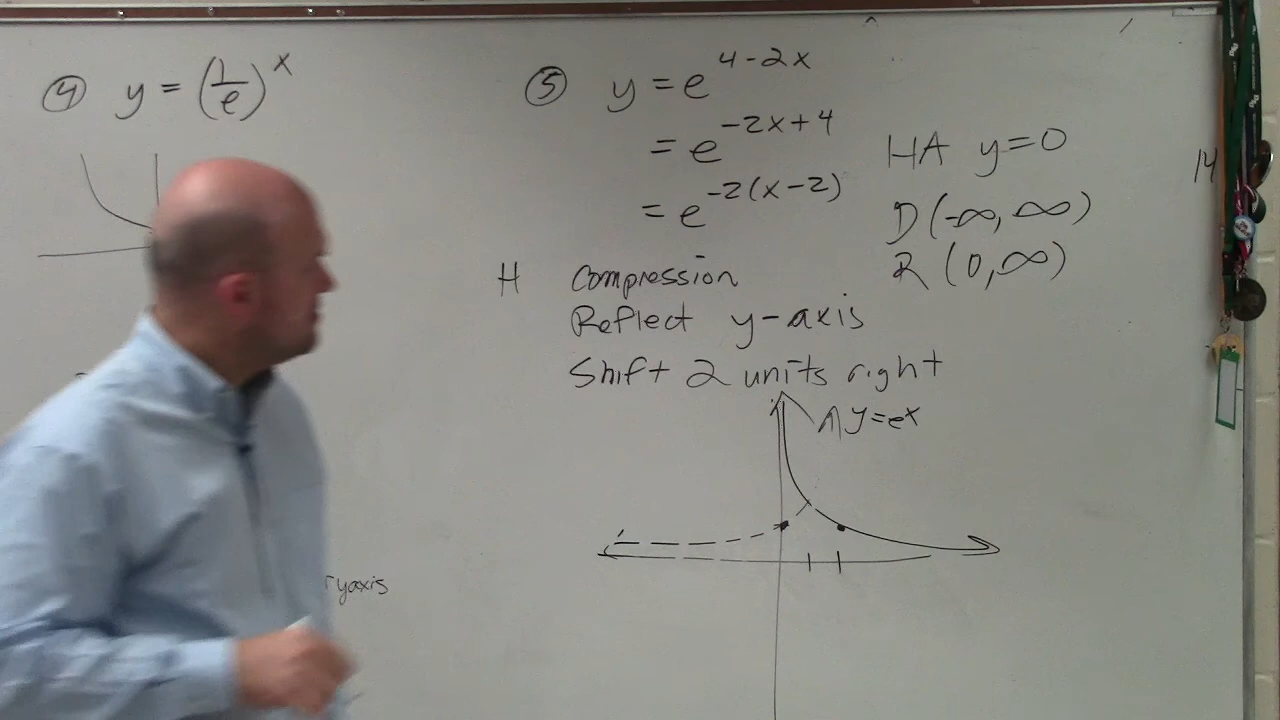 ④ y = (1/e)^x
⑤ y = e^4-2x
= e^-2x+4
= e^-2(x-2)
HA y=0
D (-∞, ∞)
R (0, ∞)
H Compression
Reflect y-axis
Shift 2 units right
y=e^x
yaxis
14